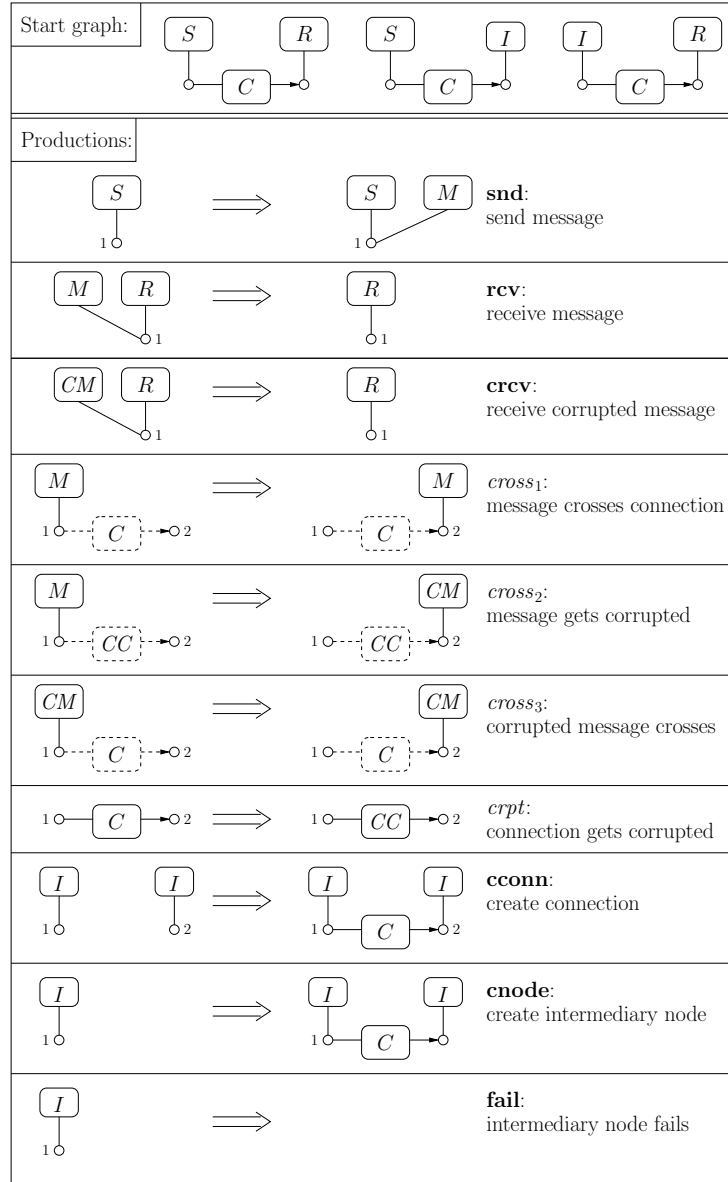 Start graph: S R S I I R
C C C
Productions:
S S M snd:
send message
1 1
M R R rcv:
receive message
1 1
CM R R crcv:
receive corrupted message
1 1
M M cross1:
message crosses connection
1 C 2 1 C 2
M CM cross2:
message gets corrupted
1 CC 2 1 CC 2
CM CM cross3:
corrupted message crosses
1 C 2 1 C 2
1 C 2 1 CC 2 crpt:
connection gets corrupted
I I I I cconn:
create connection
1 2 1 C 2
I I I cnode:
create intermediary node
1 1 C
I fail:
intermediary node fails
1